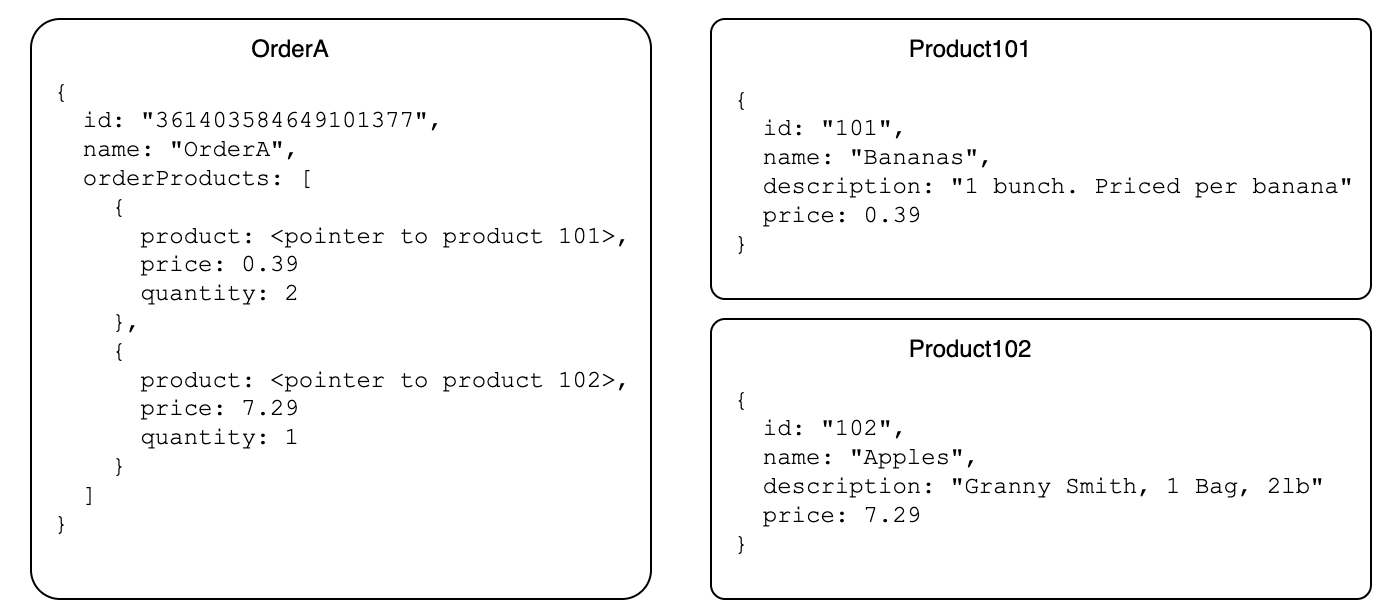 OrderA
{
  id: "361403584649101377",
  name: "OrderA",
  orderProducts: [
    {
      product: <pointer to product 101>,
      price: 0.39
      quantity: 2
    },
    {
      product: <pointer to product 102>,
      price: 7.29
      quantity: 1
    }
  ]
}
Product101
{
  id: "101",
  name: "Bananas",
  description: "1 bunch. Priced per banana"
  price: 0.39
}
Product102
{
  id: "102",
  name: "Apples",
  description: "Granny Smith, 1 Bag, 2lb"
  price: 7.29
}